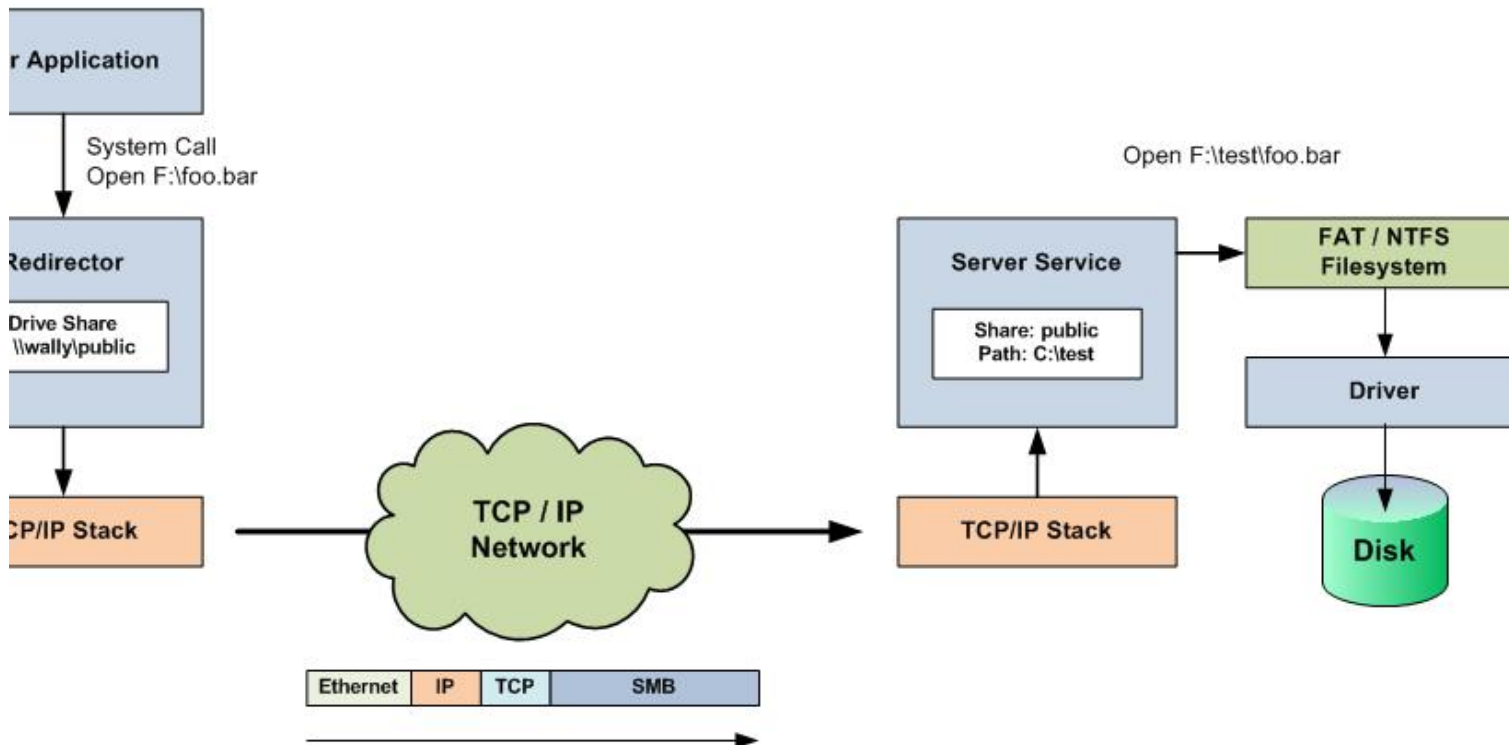 r Application
System Call
Open F:\foo.bar
Open F:\test\foo.bar
Redirector
Drive Share
\\wally\public
Server Service
Share: public
Path: C:\test
FAT / NTFS
Filesystem
Driver
CP/IP Stack
TCP / IP
Network
TCP/IP Stack
Disk
Ethernet IP TCP SMB